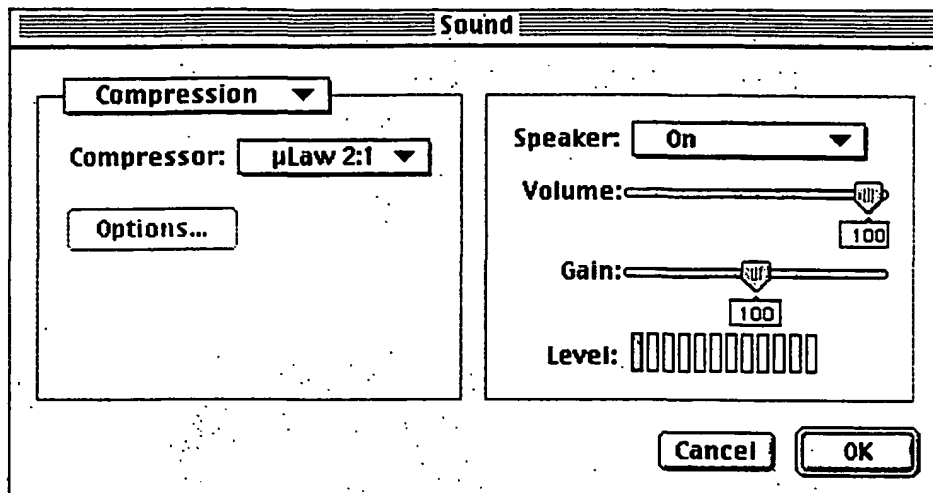 Sound
Compression
Compressor: µLaw 2:1
Options...
Speaker: On
Volume:
100
Gain:
100
Level:
Cancel OK